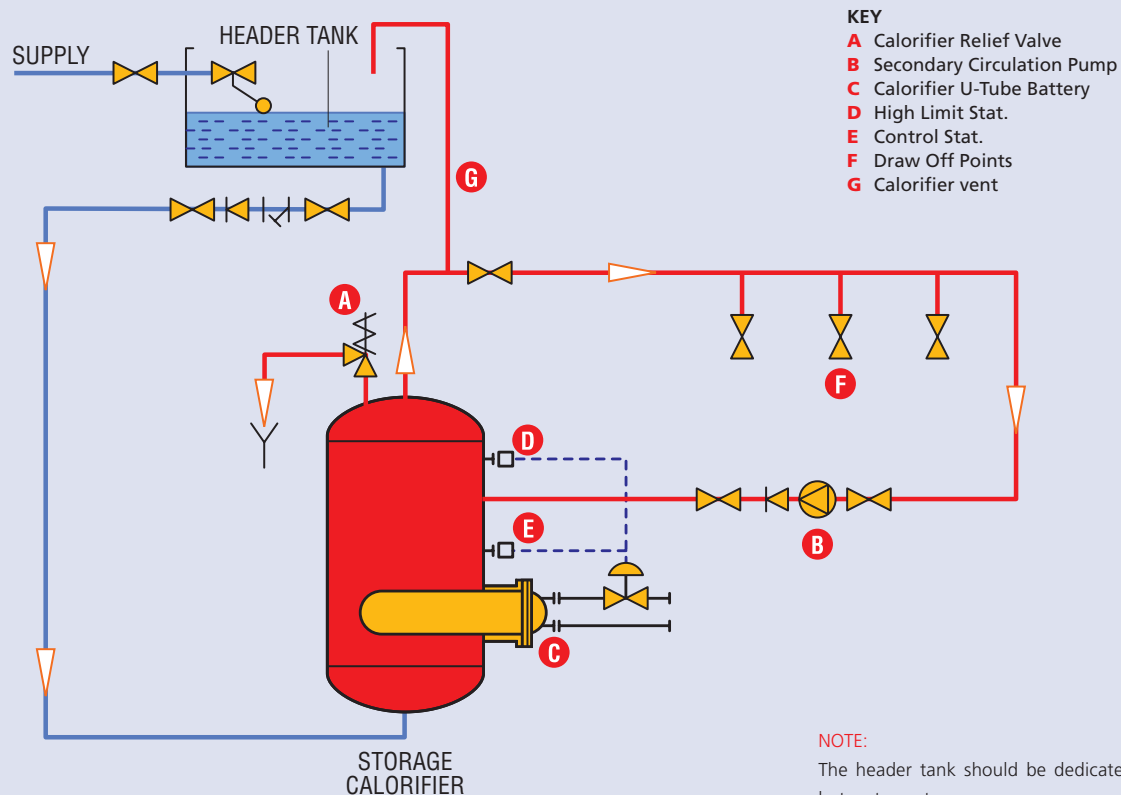 SUPPLY
HEADER TANK
KEY
A Calorifier Relief Valve
B Secondary Circulation Pump
C Calorifier U-Tube Battery
D High Limit Stat.
E Control Stat.
F Draw Off Points
G Calorifier vent
G
A
F
D
E
B
C
STORAGE
CALORIFIER
NOTE:
The header tank should be dedicate